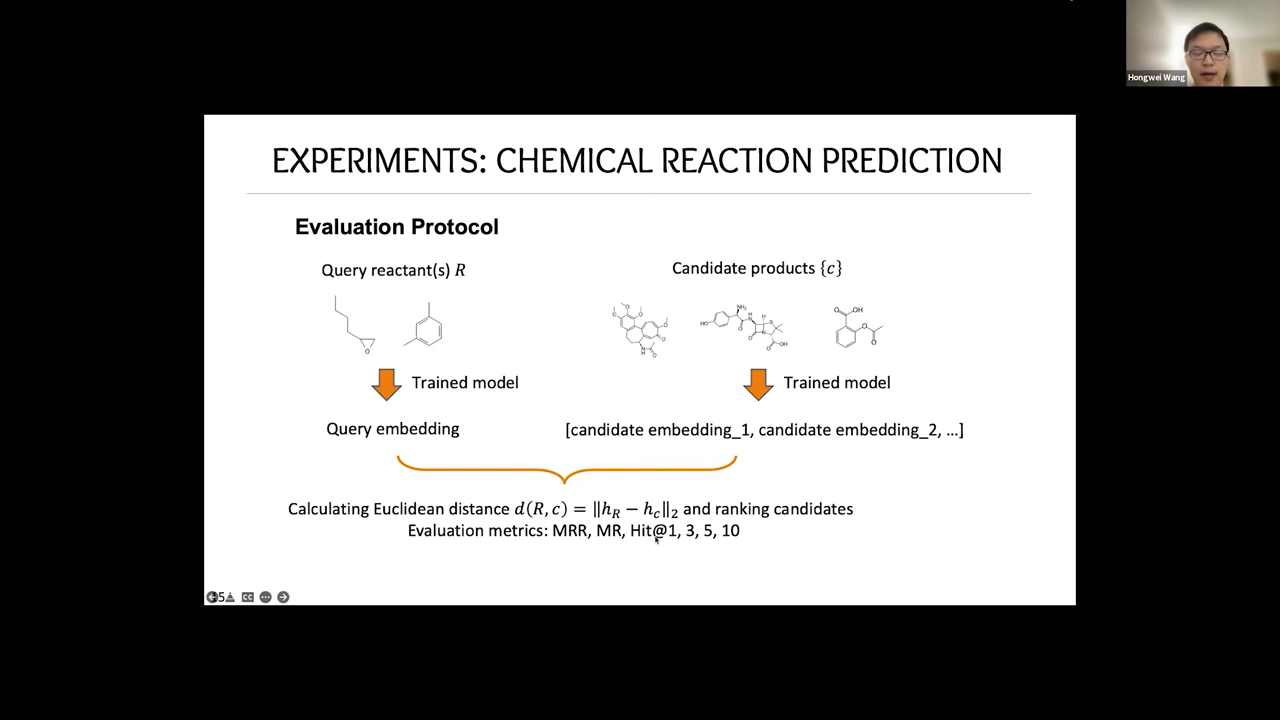 Hongwei Wang
EXPERIMENTS: CHEMICAL REACTION PREDICTION
Evaluation Protocol
Query reactant(s) R
Candidate products {c}
Trained model
Trained model
Query embedding
[candidate embedding_1, candidate embedding_2, ...]
Calculating Euclidean distance d(R, c) = ‖h_R − h_c‖₂ and ranking candidates
Evaluation metrics: MRR, MR, Hit@1, 3, 5, 10